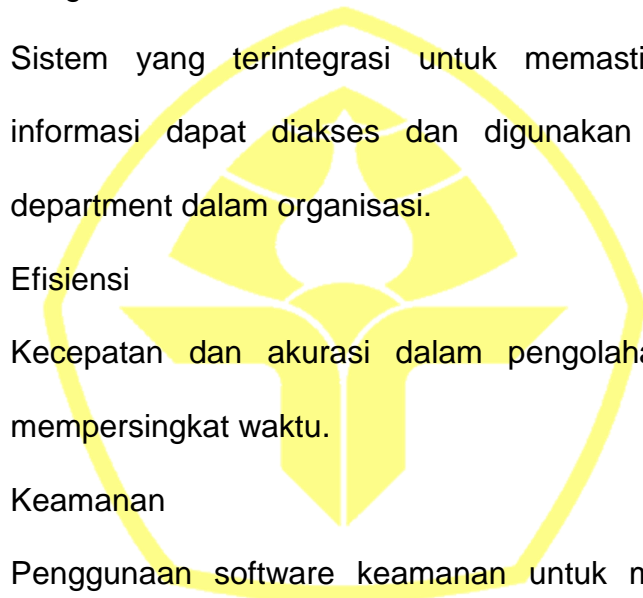 Sistem yang terintegrasi untuk memasti
informasi dapat diakses dan digunakan
department dalam organisasi.
Efisiensi
Kecepatan dan akurasi dalam pengolaha
mempersingkat waktu.
Keamanan
Penggunaan software keamanan untuk m